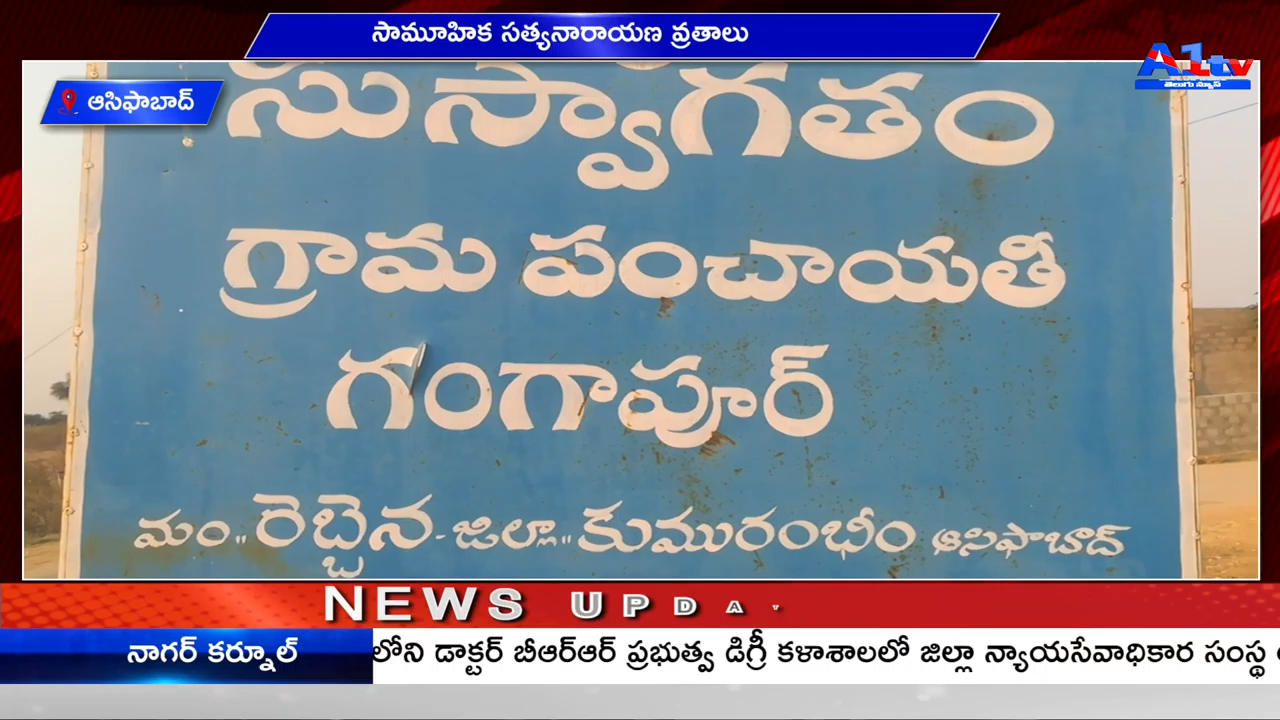 సామూహిక సత్యనారాయణ వ్రతాలు
A1tv
తెలుగు న్యూస్
ఆసిఫాబాద్
సుస్వాగతం
గ్రామ పంచాయతీ
గంగాపూర్
మం.. రెబ్బెన - జిల్లా.. కుమురంభీం ఆసిఫాబాద్
NEWS UPDAT
నాగర్ కర్నూల్
లోని డాక్టర్ బీఆర్ఆర్ ప్రభుత్వ డిగ్రీ కళాశాలలో జిల్లా న్యాయసేవాధికార సంస్థ